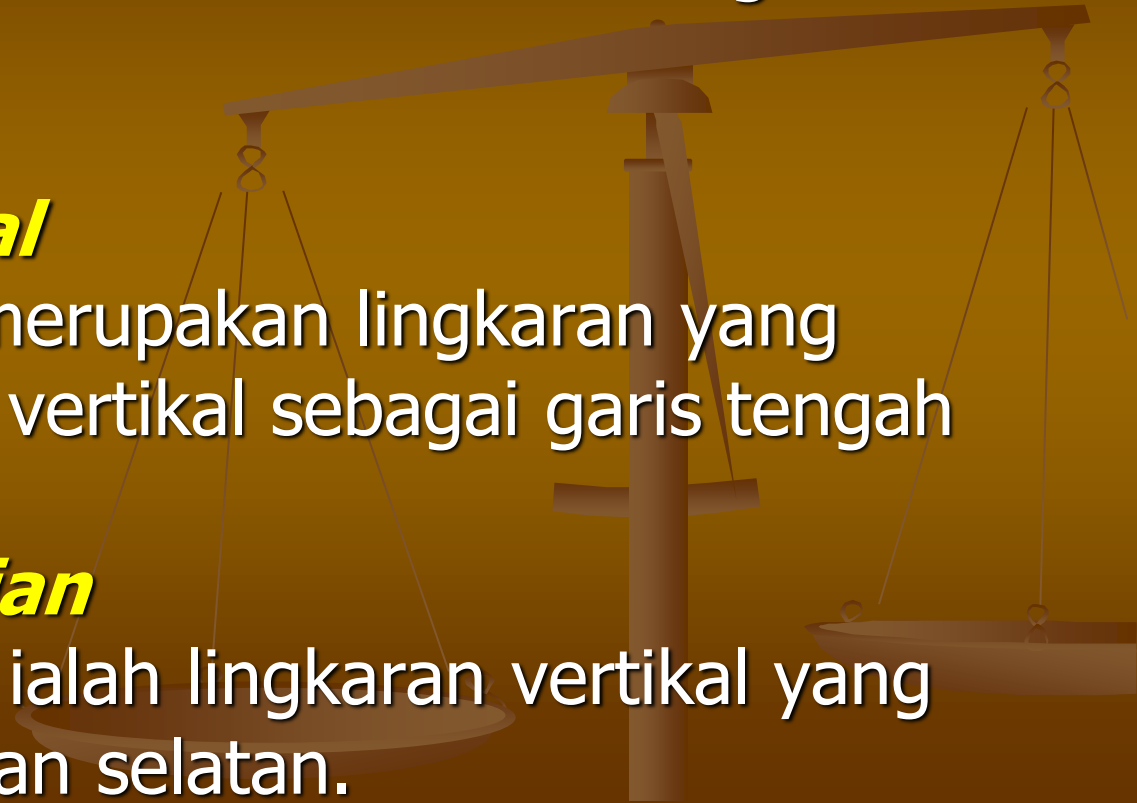 al
merupakan lingkaran yang
vertikal sebagai garis tengah
ian
ialah lingkaran vertikal yang
an selatan.